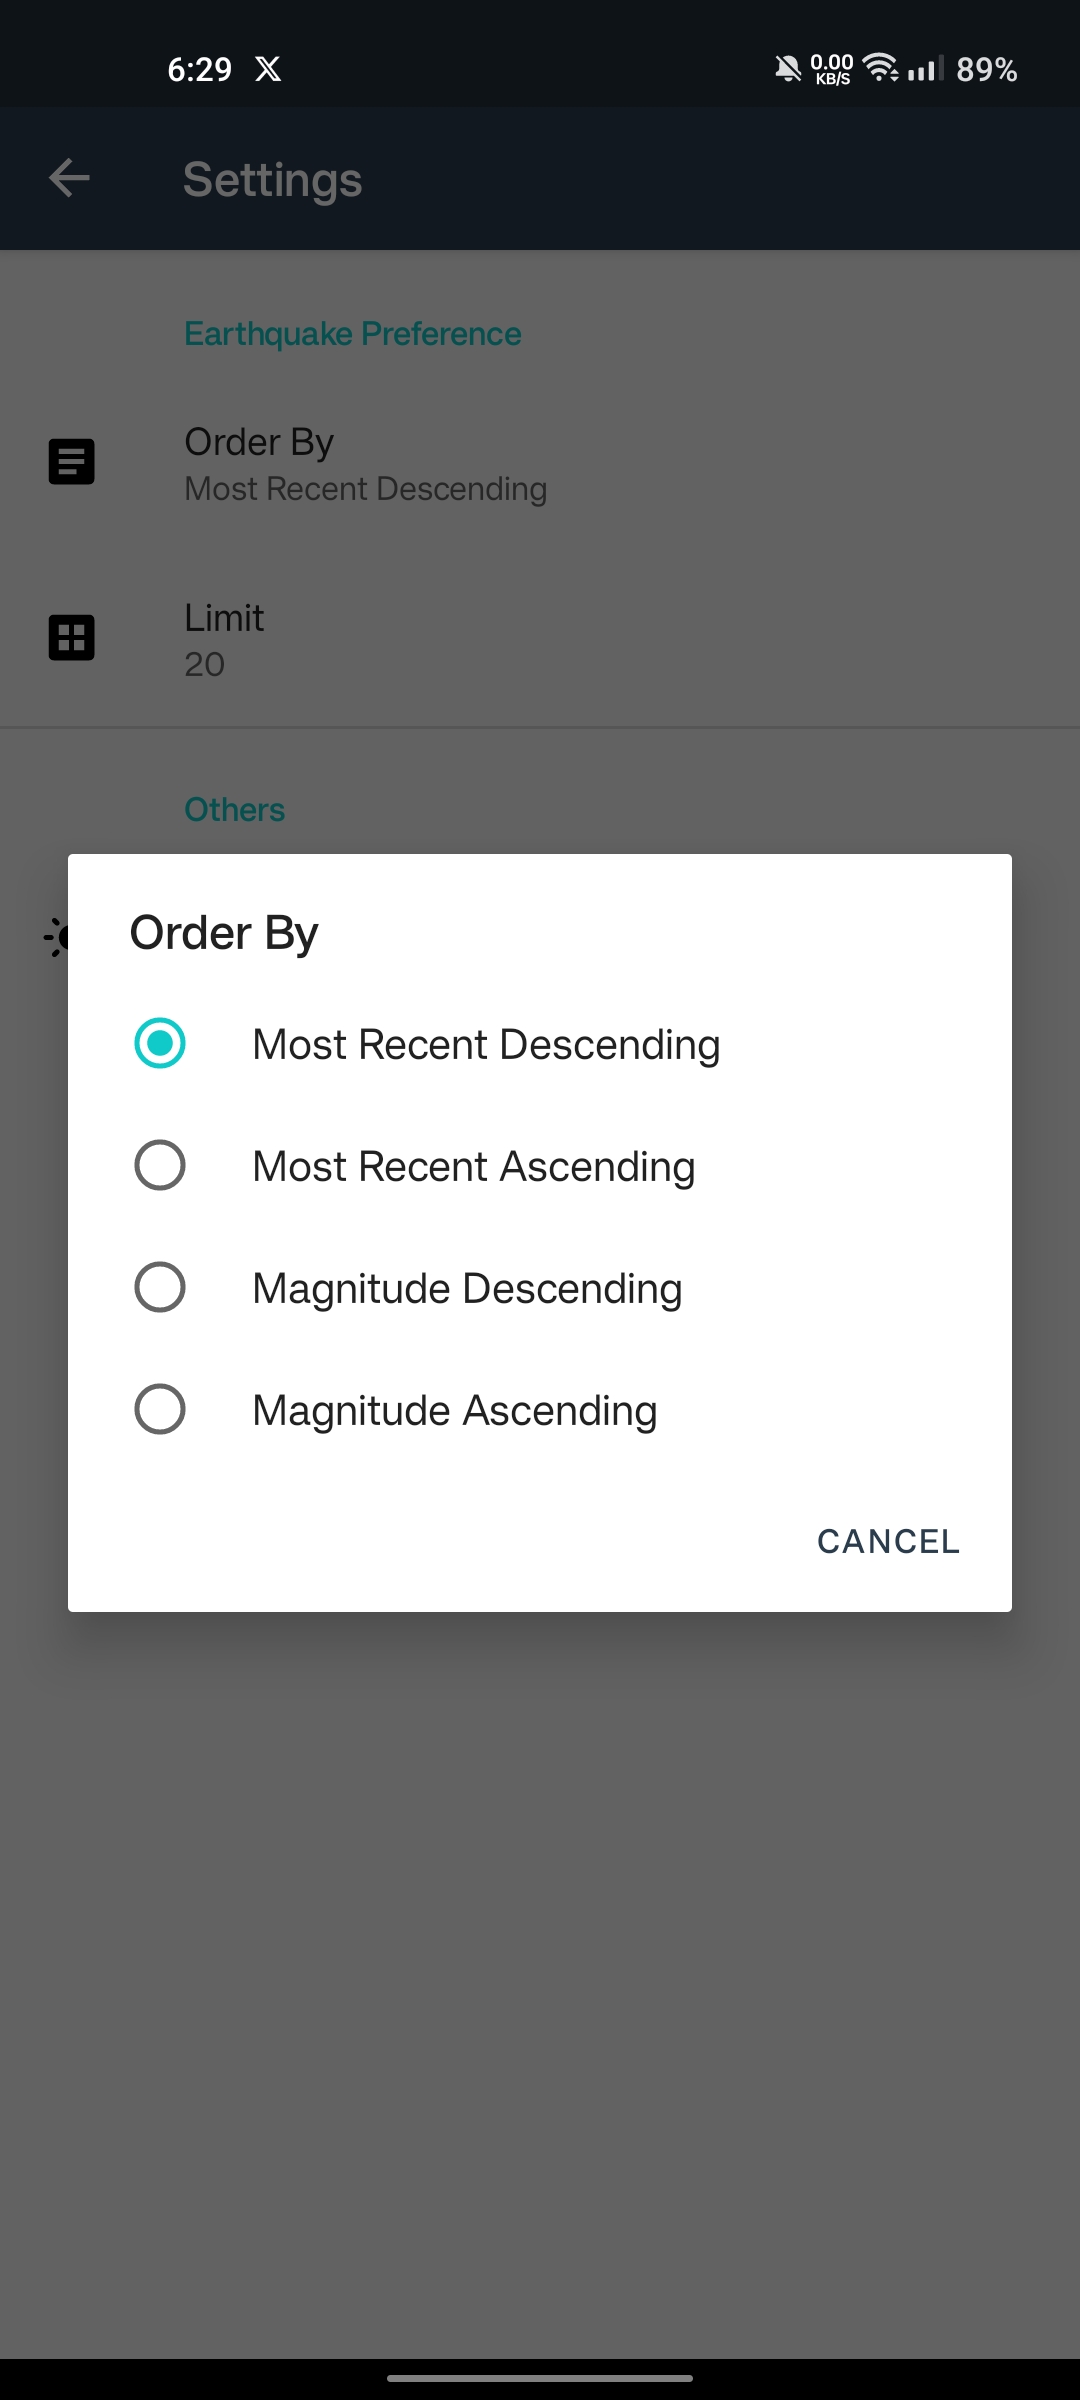 6:29
0.00
KB/S
89%
Settings
Earthquake Preference
Order By
Most Recent Descending
Limit
20
Others
Order By
Most Recent Descending
Most Recent Ascending
Magnitude Descending
Magnitude Ascending
CANCEL